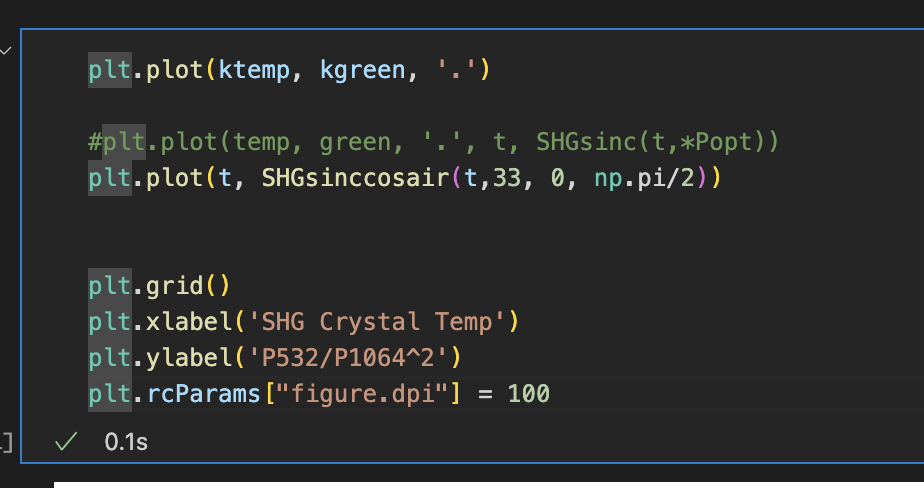 plt.plot(ktemp, kgreen, '.')
#plt.plot(temp, green, '.', t, SHGsinc(t,*Popt))
plt.plot(t, SHGsinccosair(t,33, 0, np.pi/2))
plt.grid()
plt.xlabel('SHG Crystal Temp')
plt.ylabel('P532/P1064^2')
plt.rcParams["figure.dpi"] = 100
] ✓ 0.1s